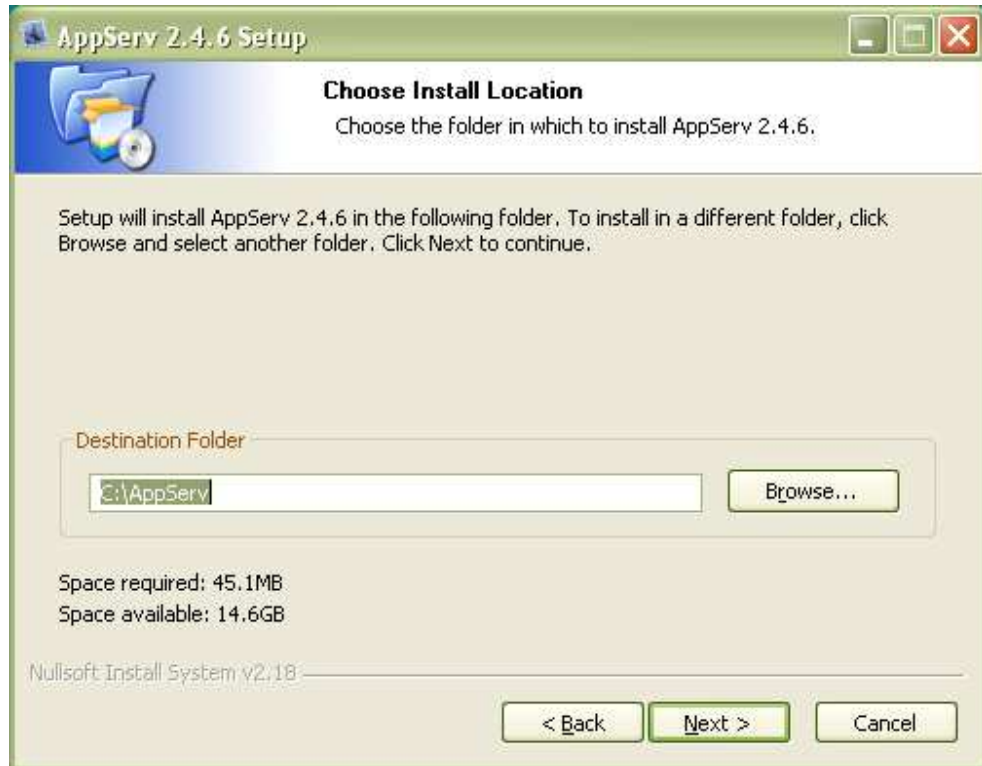 AppServ 2.4.6 Setup
Choose Install Location
Choose the folder in which to install AppServ 2.4.6.
Setup will install AppServ 2.4.6 in the following folder. To install in a different folder, click
Browse and select another folder. Click Next to continue.
Destination Folder
C:\AppServ
Browse...
Space required: 45.1MB
Space available: 14.6GB
Nullsoft Install System v2.18
< Back
Next >
Cancel